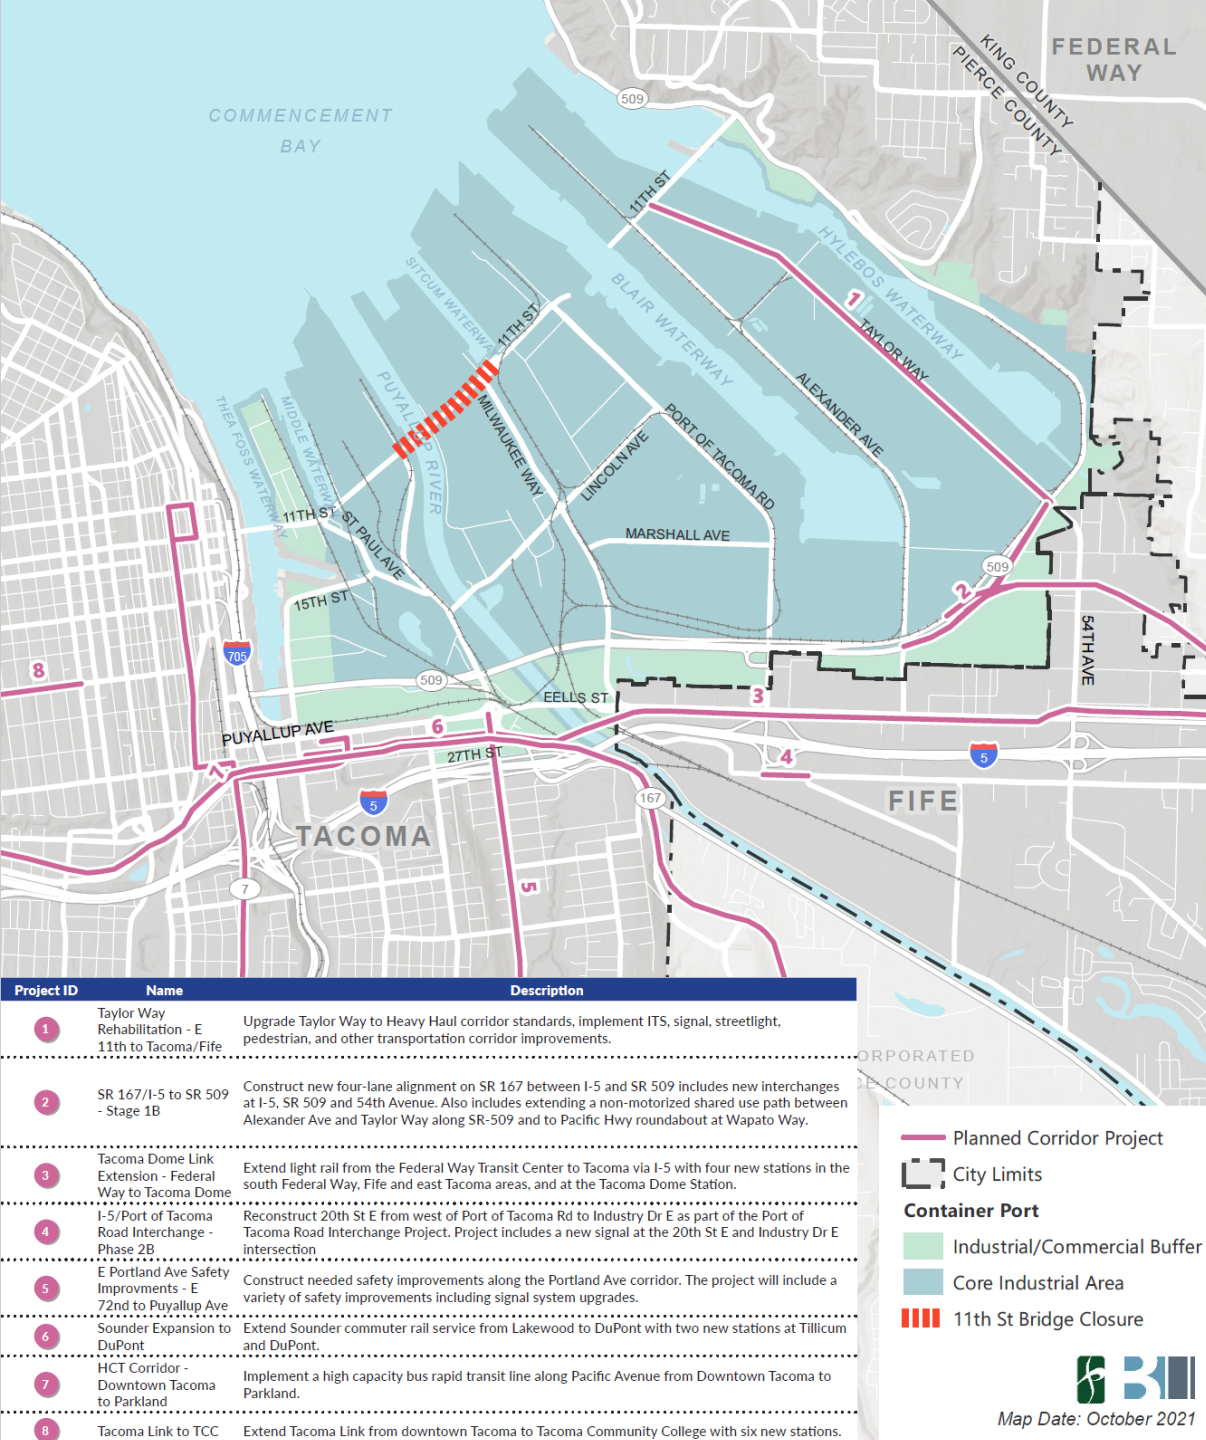 FEDERAL
WAY
KING COUNTY
PIERCE COUNTY
509
COMMENCEMENT
BAY
11TH ST
HYLEBOS WATERWAY
SITCUM WATERWAY
BLAIR WATERWAY
1
11TH ST
TAYLOR WAY
PUYALLUP RIVER
ALEXANDER AVE
THEA FOSS WATERWAY
MIDDLE WATERWAY
MILWAUKEE WAY
PORT OF TACOMA RD
LINCOLN AVE
11TH ST
ST PAUL AVE
MARSHALL AVE
509
2
15TH ST
54TH AVE
705
8
509
EELLS ST
3
PUYALLUP AVE
6
27TH ST
4
5
7
5
167
FIFE
TACOMA
7
5
ORPORATED
CE COUNTY
Project ID Name Description
1
Taylor Way
Rehabilitation - E
11th to Tacoma/Fife
Upgrade Taylor Way to Heavy Haul corridor standards, implement ITS, signal, streetlight,
pedestrian, and other transportation corridor improvements.
2
SR 167/I-5 to SR 509
- Stage 1B
Construct new four-lane alignment on SR 167 between I-5 and SR 509 includes new interchanges
at I-5, SR 509 and 54th Avenue. Also includes extending a non-motorized shared use path between
Alexander Ave and Taylor Way along SR-509 and to Pacific Hwy roundabout at Wapato Way.
3
Tacoma Dome Link
Extension - Federal
Way to Tacoma Dome
Extend light rail from the Federal Way Transit Center to Tacoma via I-5 with four new stations in the
south Federal Way, Fife and east Tacoma areas, and at the Tacoma Dome Station.
4
I-5/Port of Tacoma
Road Interchange -
Phase 2B
Reconstruct 20th St E from west of Port of Tacoma Rd to Industry Dr E as part of the Port of
Tacoma Road Interchange Project. Project includes a new signal at the 20th St E and Industry Dr E
intersection
5
E Portland Ave Safety
Improvments - E
72nd to Puyallup Ave
Construct needed safety improvements along the Portland Ave corridor. The project will include a
variety of safety improvements including signal system upgrades.
6
Sounder Expansion to
DuPont
Extend Sounder commuter rail service from Lakewood to DuPont with two new stations at Tillicum
and DuPont.
7
HCT Corridor -
Downtown Tacoma
to Parkland
Implement a high capacity bus rapid transit line along Pacific Avenue from Downtown Tacoma to
Parkland.
8
Tacoma Link to TCC
Extend Tacoma Link from downtown Tacoma to Tacoma Community College with six new stations.
Planned Corridor Project
City Limits
Container Port
Industrial/Commercial Buffer
Core Industrial Area
11th St Bridge Closure
Map Date: October 2021